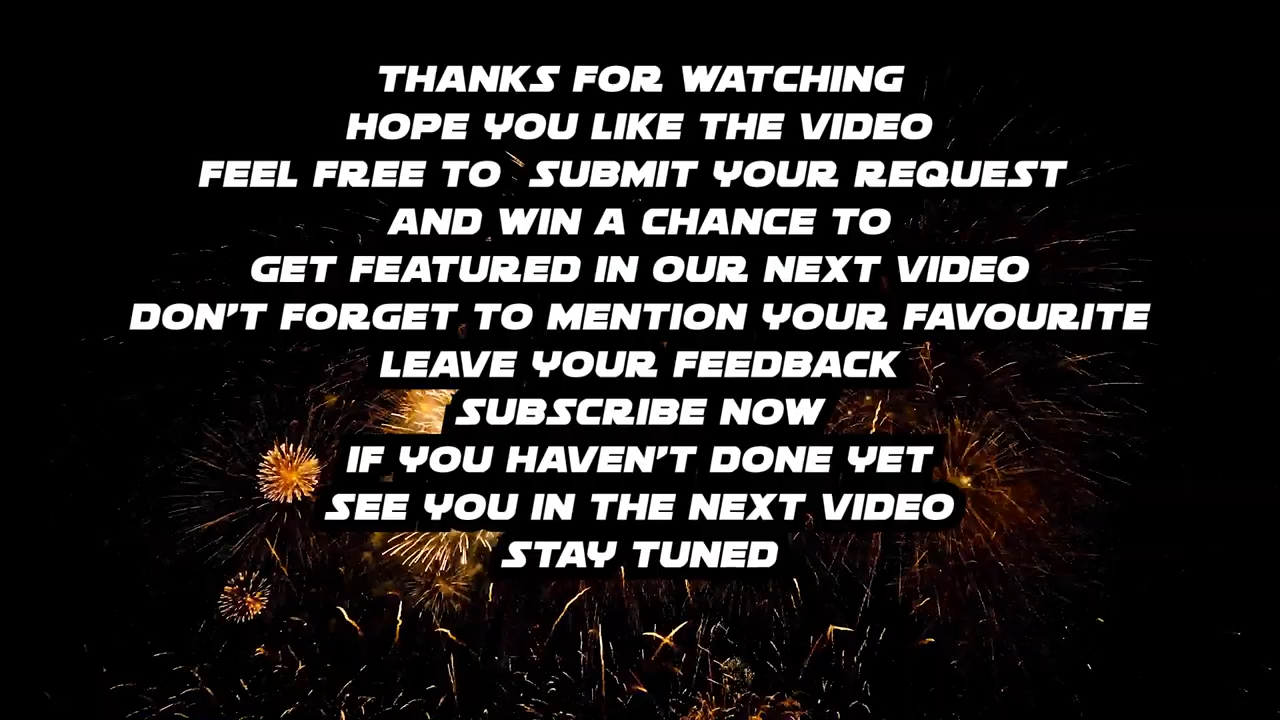 THANKS FOR WATCHING
HOPE YOU LIKE THE VIDEO
FEEL FREE TO SUBMIT YOUR REQUEST
AND WIN A CHANCE TO
GET FEATURED IN OUR NEXT VIDEO
DON'T FORGET TO MENTION YOUR FAVOURITE
LEAVE YOUR FEEDBACK
SUBSCRIBE NOW
IF YOU HAVEN'T DONE YET
SEE YOU IN THE NEXT VIDEO
STAY TUNED